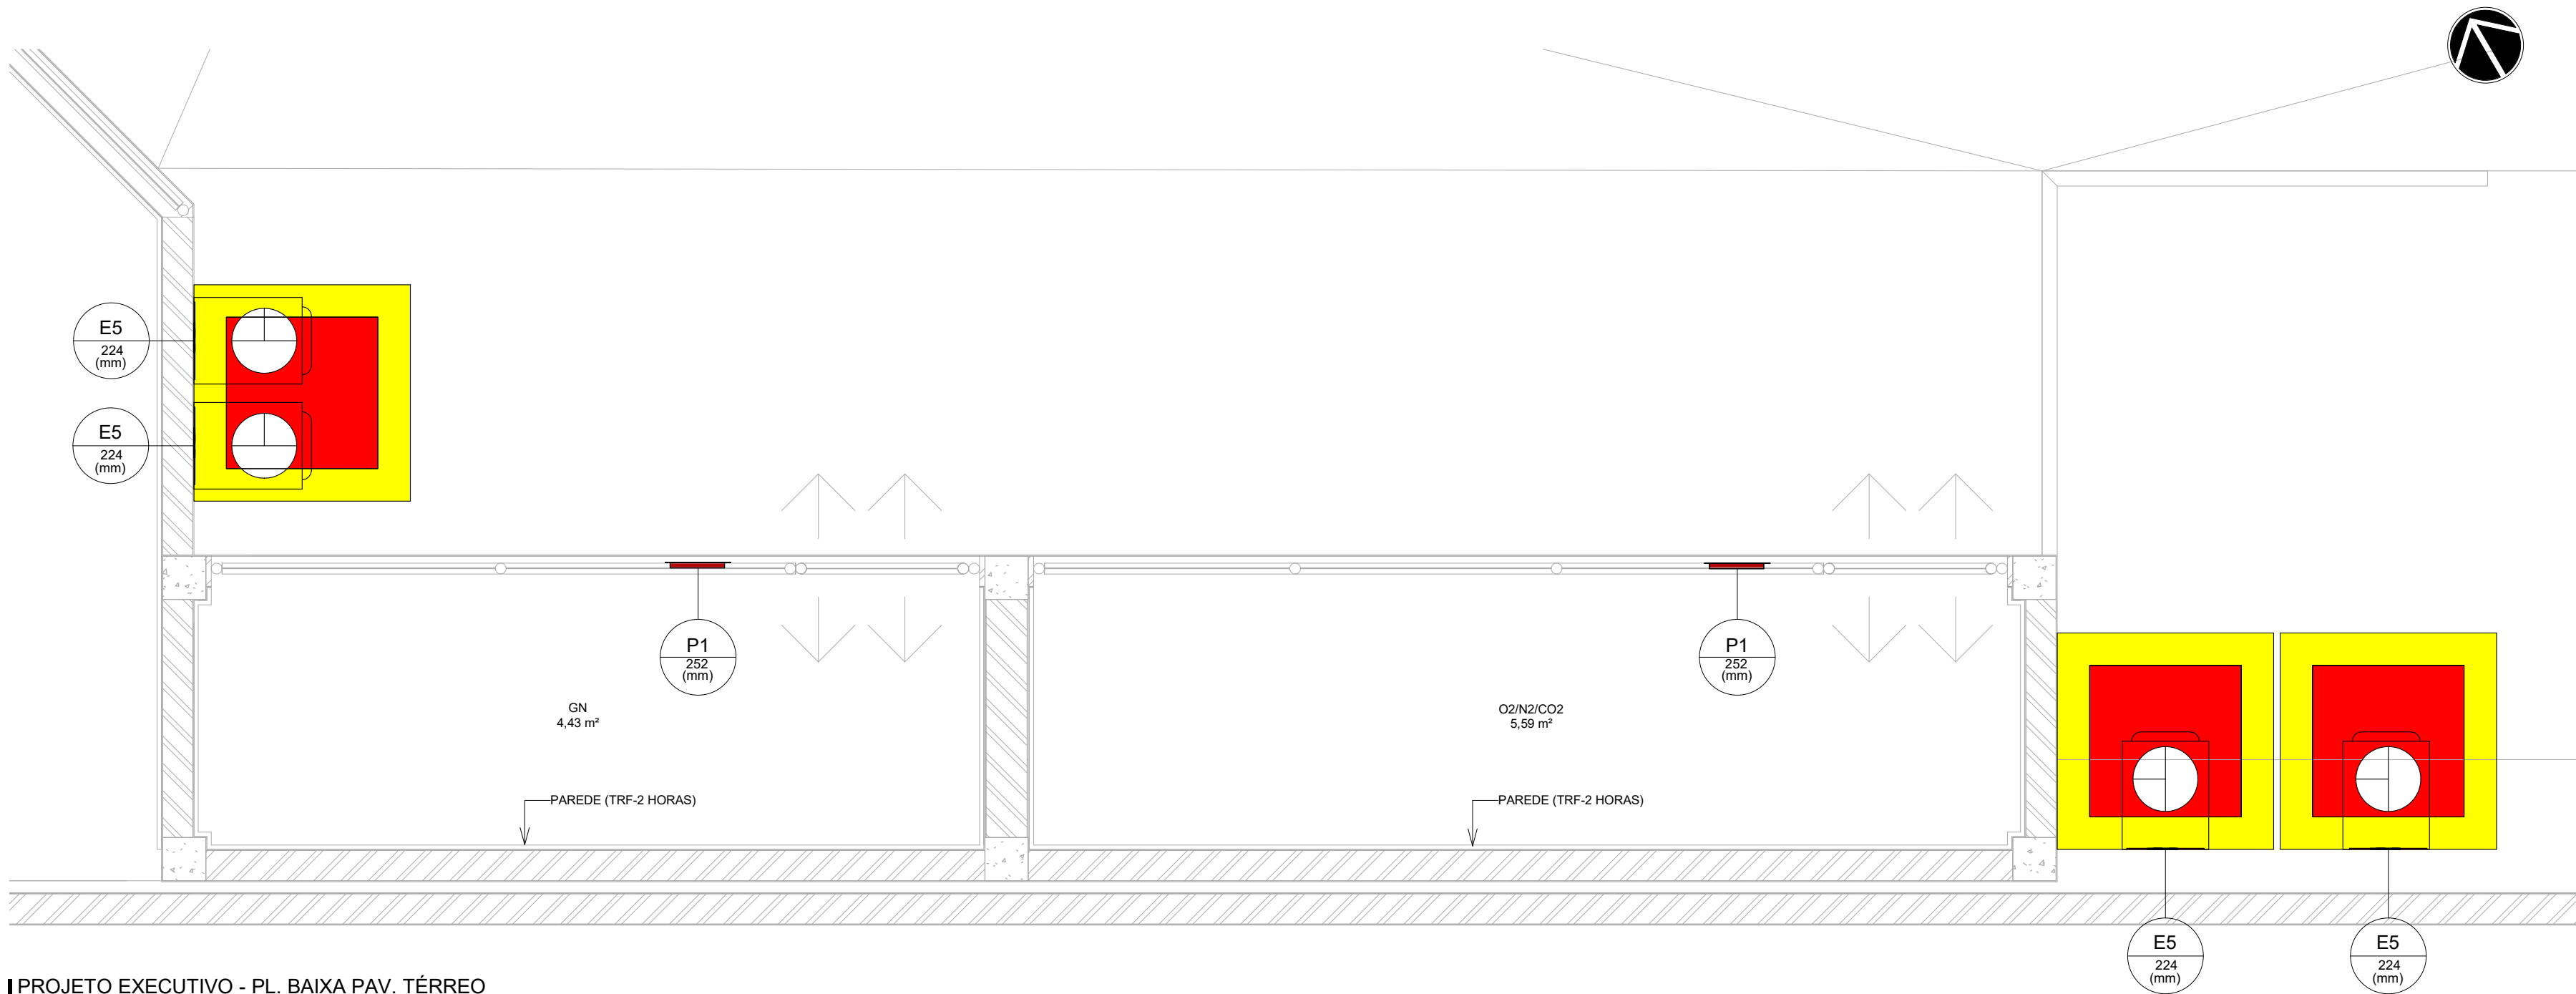 E5
224
(mm)
E5
224
(mm)
P1
252
(mm)
P1
252
(mm)
GN
4,43 m²
O2/N2/CO2
5,59 m²
PAREDE (TRF-2 HORAS)
PAREDE (TRF-2 HORAS)
E5
224
(mm)
E5
224
(mm)
PROJETO EXECUTIVO - PL. BAIXA PAV. TÉRREO